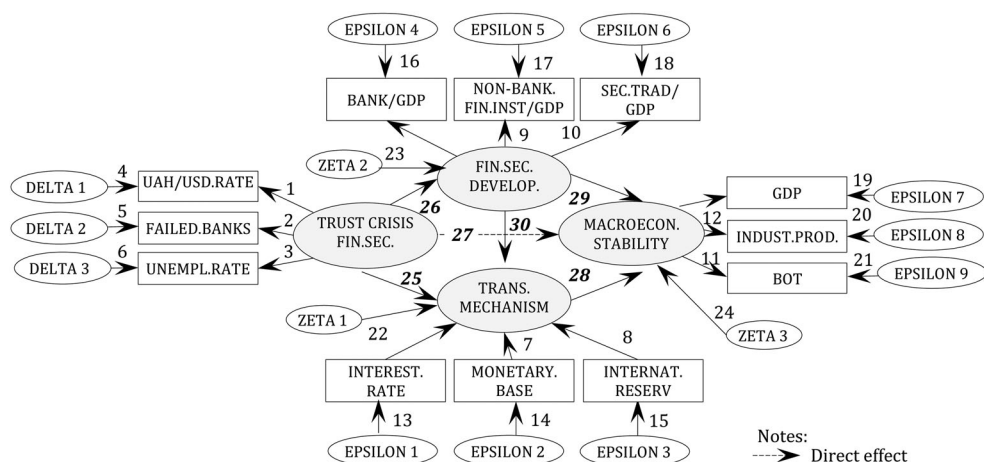 EPSILON 4
EPSILON 5
EPSILON 6
16
17
18
BANK/GDP
NON-BANK.
FIN.INST/GDP
SEC.TRAD/
GDP
9
10
ZETA 2
23
FIN.SEC.
DEVELOP.
DELTA 1
4
UAH/USD.RATE
1
DELTA 2
5
FAILED.BANKS
2
DELTA 3
6
UNEMPL.RATE
3
TRUST CRISIS
FIN.SEC.
26
27
30
29
25
28
MACROECON.
STABILITY
GDP
19
EPSILON 7
12
INDUST.PROD.
20
EPSILON 8
11
BOT
21
EPSILON 9
TRANS.
MECHANISM
ZETA 1
22
24
ZETA 3
7
8
INTEREST.
RATE
MONETARY.
BASE
INTERNAT.
RESERV
13
14
15
EPSILON 1
EPSILON 2
EPSILON 3
Notes:
Direct effect